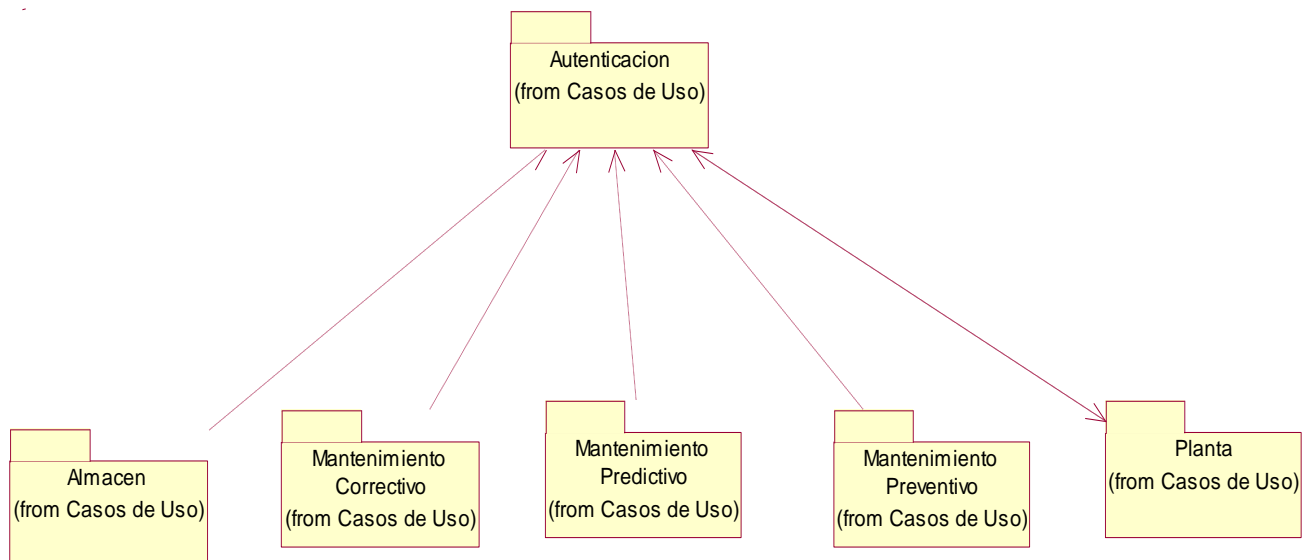 Autenticacion
(from Casos de Uso)
Almacen
(from Casos de Uso)
Mantenimiento
Correctivo
(from Casos de Uso)
Mantenimiento
Predictivo
(from Casos de Uso)
Mantenimiento
Preventivo
(from Casos de Uso)
Planta
(from Casos de Uso)